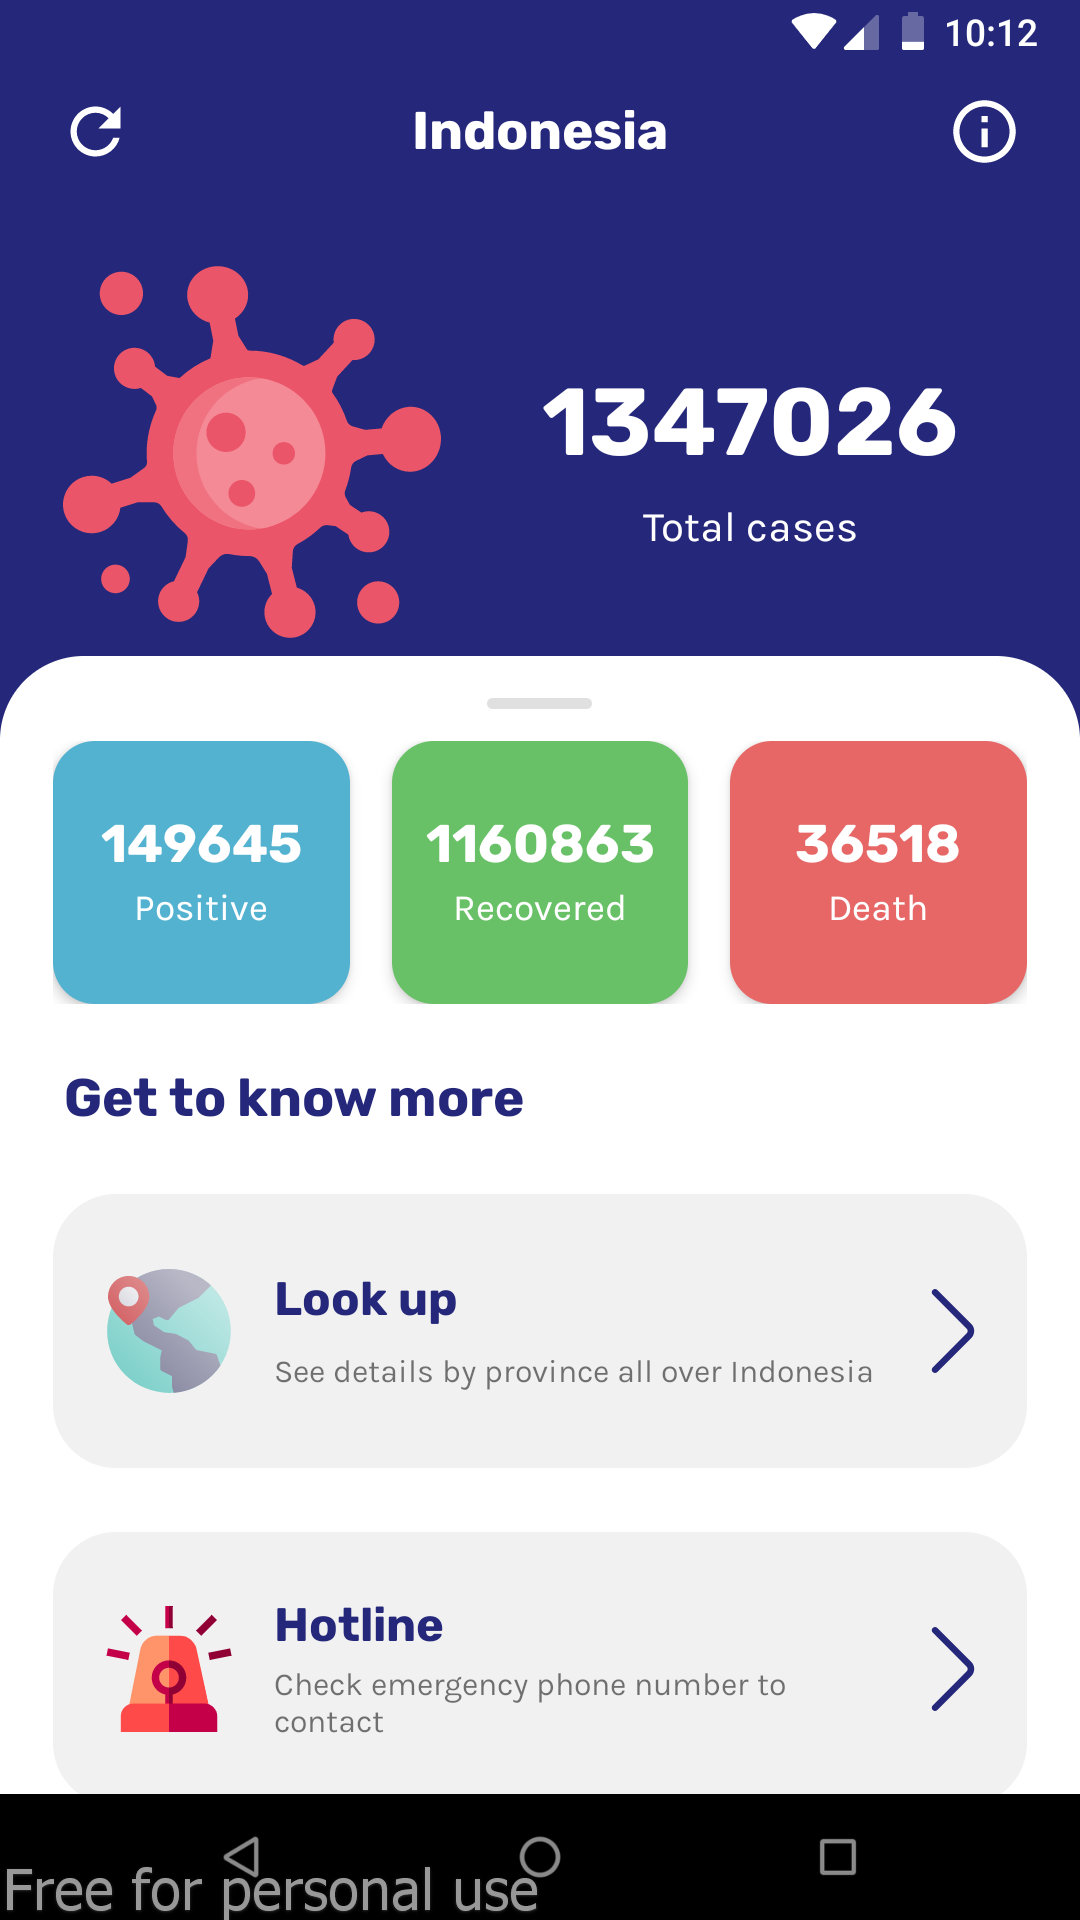 10:12
Indonesia
1347026
Total cases
149645
Positive
1160863
Recovered
36518
Death
Get to know more
Look up
See details by province all over Indonesia
Hotline
Check emergency phone number to
contact
Free for personal use